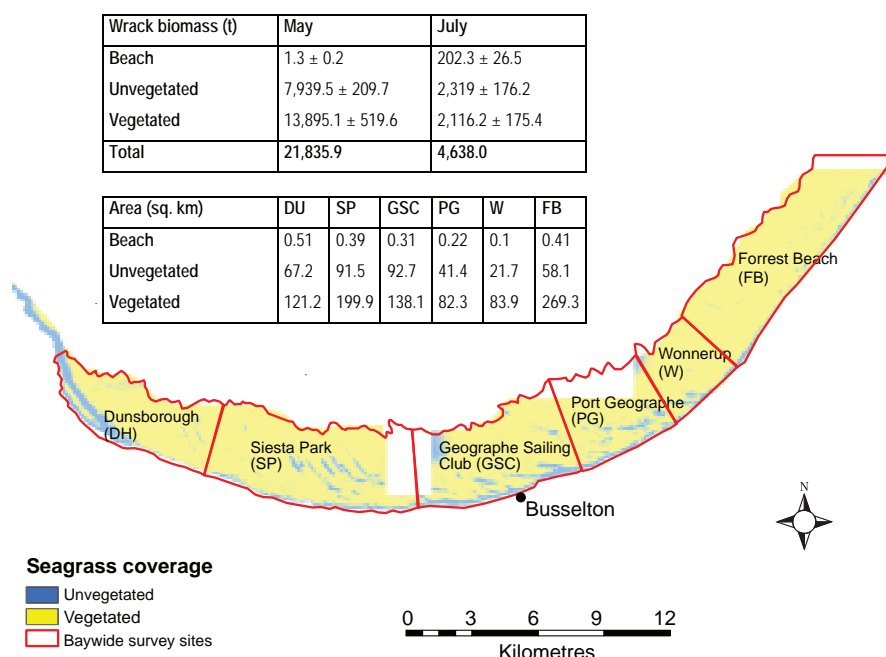 Wrack biomass (t) May July
Beach 1.3 ± 0.2 202.3 ± 26.5
Unvegetated 7,939.5 ± 209.7 2,319 ± 176.2
Vegetated 13,895.1 ± 519.6 2,116.2 ± 175.4
Total 21,835.9 4,638.0
Area (sq. km) DU SP GSC PG W FB
Beach 0.51 0.39 0.31 0.22 0.1 0.41
Unvegetated 67.2 91.5 92.7 41.4 21.7 58.1
Vegetated 121.2 199.9 138.1 82.3 83.9 269.3
Forrest Beach
(FB)
Wonnerup
(W)
Port Geographe
(PG)
Dunsborough
(DH)
Siesta Park
(SP)
Geographe Sailing
Club (GSC)
Busselton
N
Seagrass coverage
Unvegetated
Vegetated
Baywide survey sites
0 3 6 9 12
Kilometres